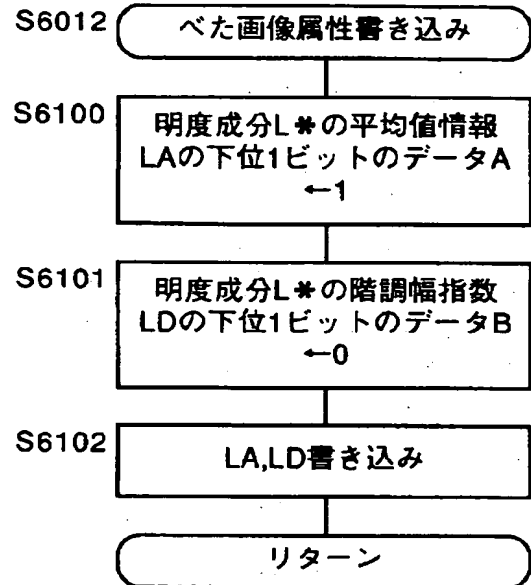 S6012 べた画像属性書き込み
S6100 明度成分L*の平均値情報
LAの下位1ビットのデータA
←1
S6101 明度成分L*の階調幅指数
LDの下位1ビットのデータB
←0
S6102 LA,LD書き込み
リターン